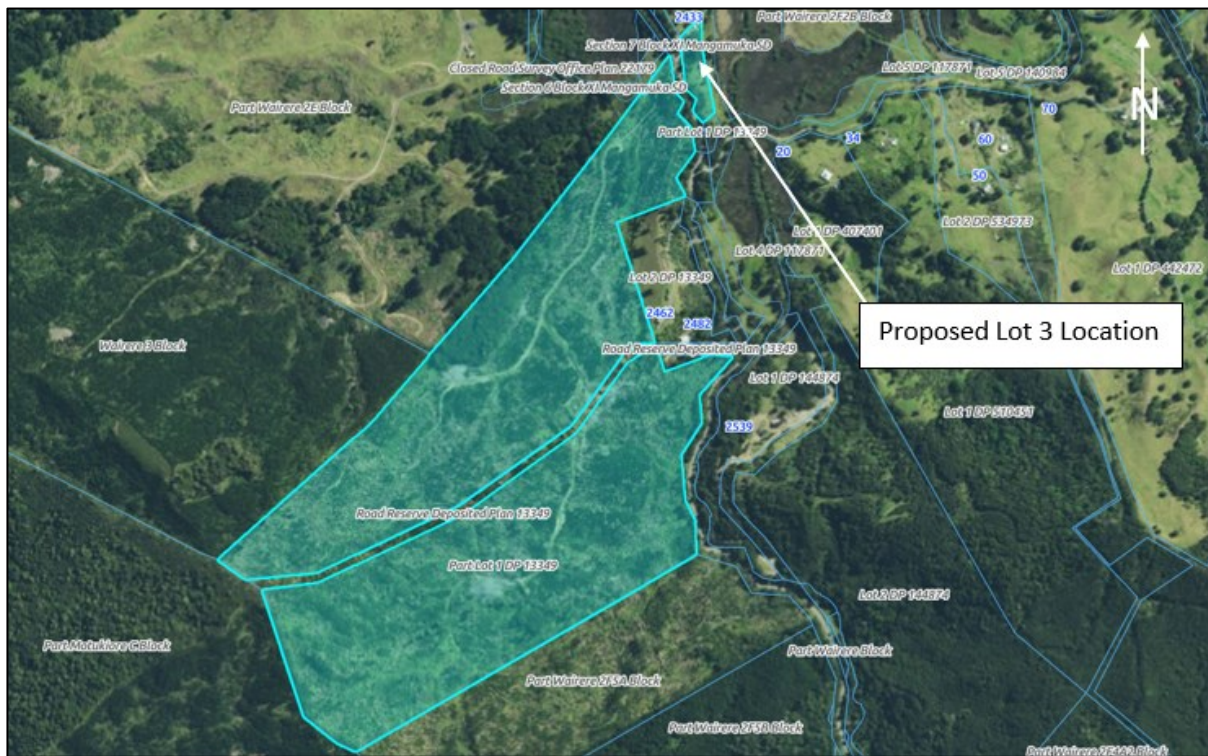 2433
Part Wairere 2F2B Block
Section 7 Block XI Mangamuka SD
Closed Road Survey Office Plan 22179
Lot 5 DP 117871
Lot 5 DP 140984
Section 6 Block XI Mangamuka SD
Part Wairere 2E Block
N
70
Part Lot 1 DP 13349
34
60
20
50
Lot 2 DP 534973
Lot 1 DP 407401
Lot 4 DP 117871
Lot 1 DP 442472
Lot 2 DP 13349
2462
2482
Proposed Lot 3 Location
Wairere 3 Block
Road Reserve Deposited Plan 13349
Lot 1 DP 144874
Lot 1 DP 510451
2539
Road Reserve Deposited Plan 13349
Part Lot 1 DP 13349
Lot 2 DP 144874
Part Motukiore C Block
Part Wairere Block
Part Wairere 2F5A Block
Part Wairere 2F5B Block
Part Wairere 2F4G2 Block